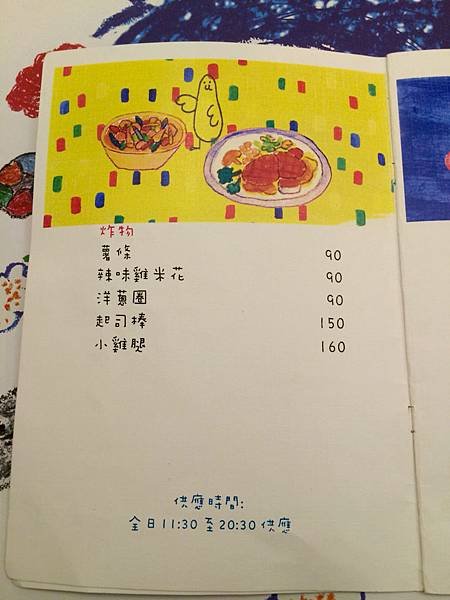 炸物
薯條 90
辣味雞米花 90
洋蔥圈 90
起司棒 150
小雞腿 160
供應時間:
全日11:30至20:30供應